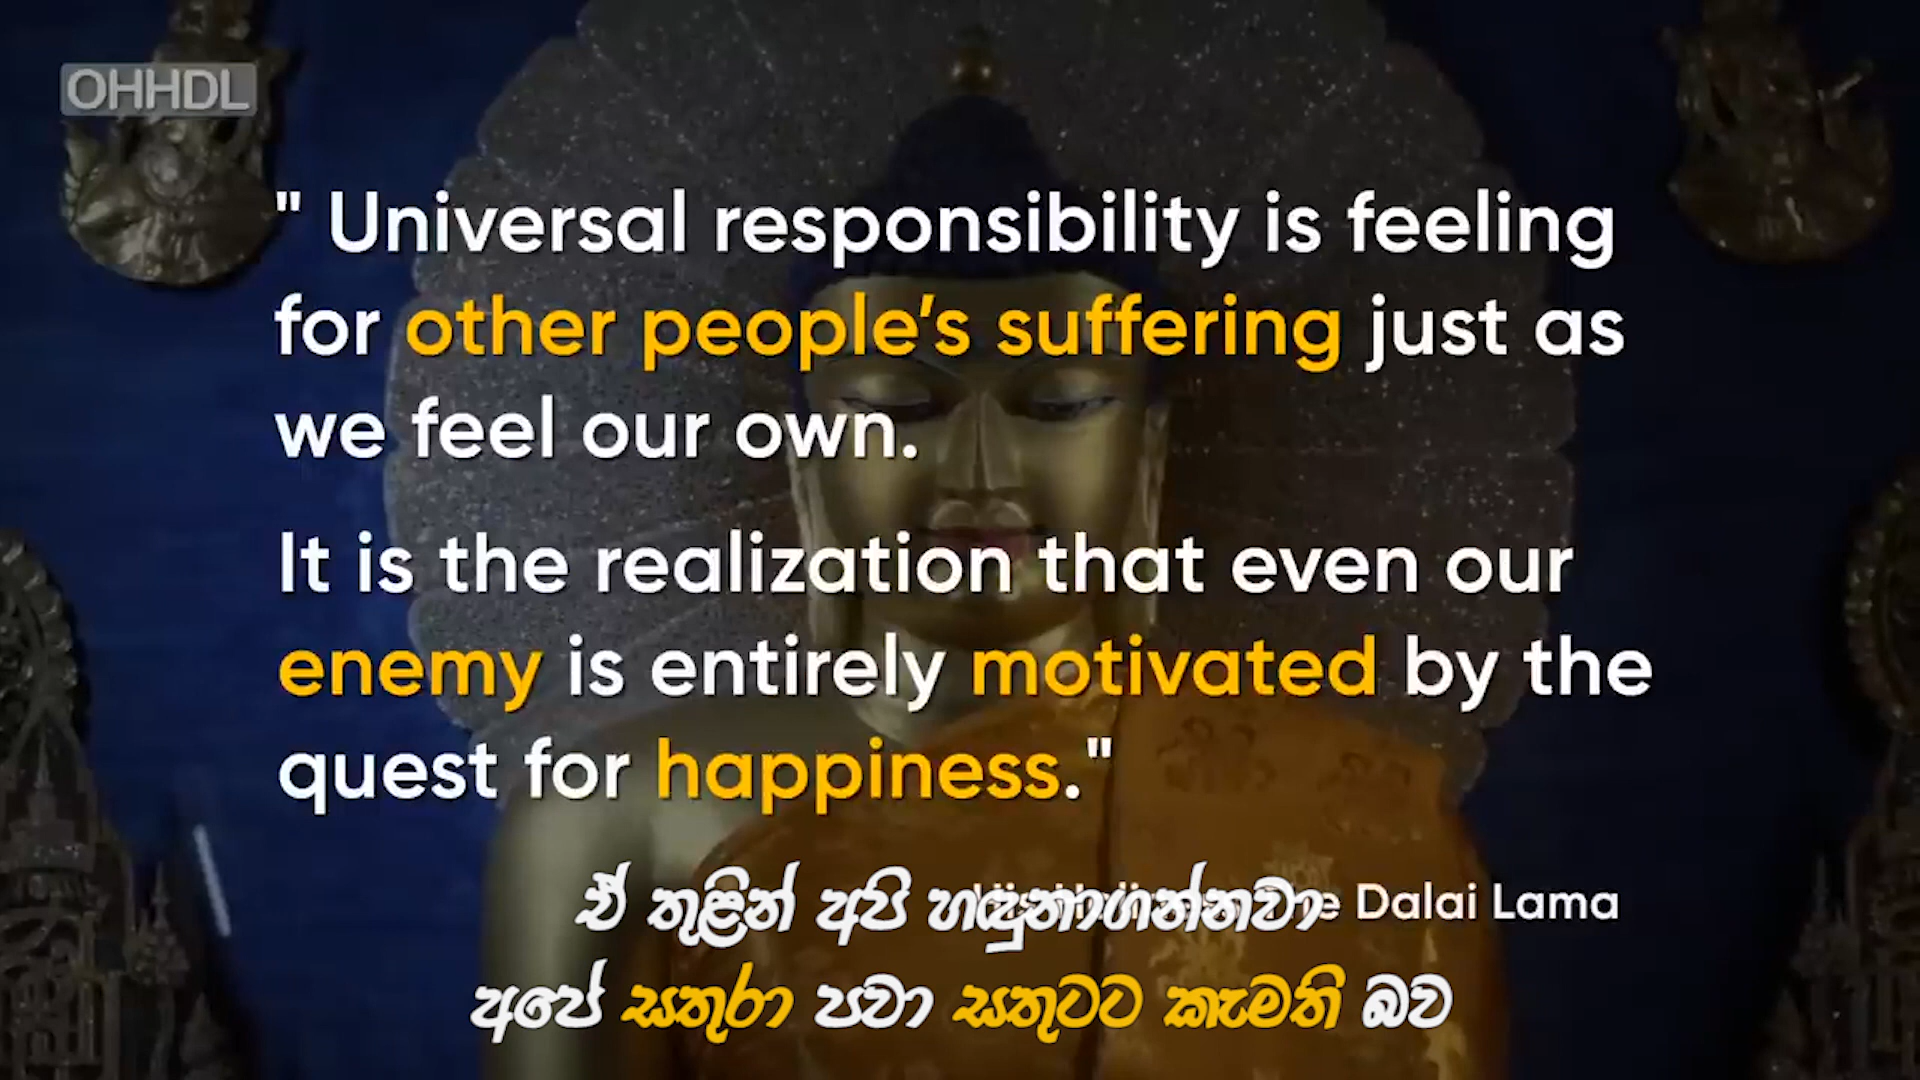 OHHDL
" Universal responsibility is feeling
for other people's suffering just as
we feel our own.
It is the realization that even our
enemy is entirely motivated by the
quest for happiness."
Dalai Lama
ඒ තුළින් අපි හඳුනාගන්නවා
අපේ සතුරා පවා සතුටට කැමති බව